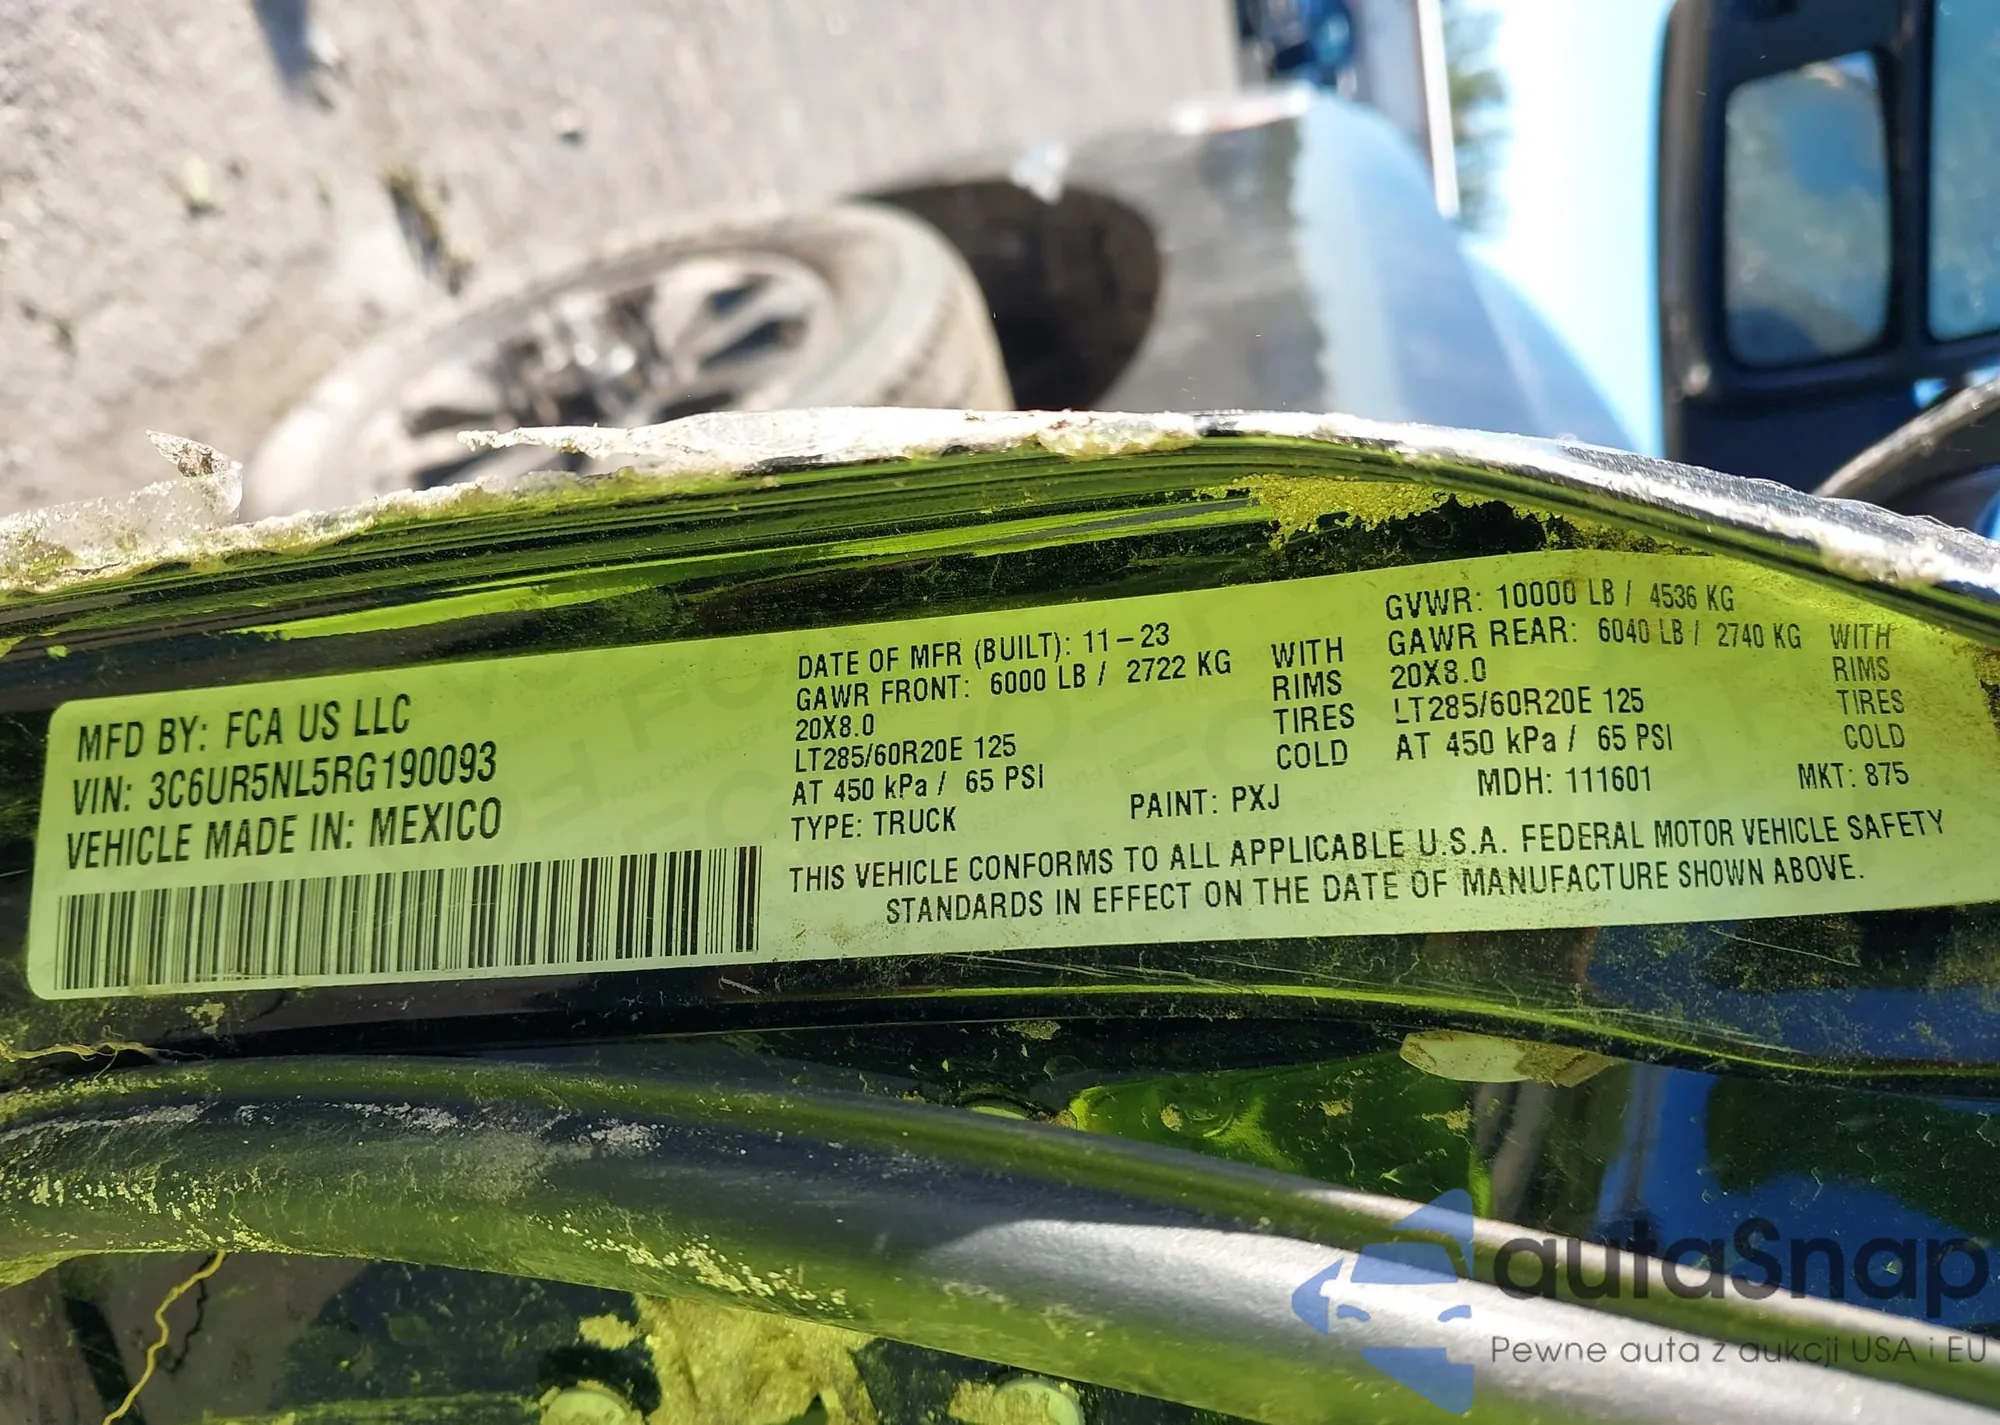 MFD BY: FCA US LLC
VIN: 3C6UR5NL5RG190093
VEHICLE MADE IN: MEXICO
DATE OF MFR (BUILT): 11-23
GVWR: 10000 LB / 4536 KG
GAWR FRONT: 6000 LB / 2722 KG WITH
20X8.0 RIMS
LT285/60R20E 125 TIRES
AT 450 kPa / 65 PSI COLD
GAWR REAR: 6040 LB / 2740 KG WITH
20X8.0 RIMS
LT285/60R20E 125 TIRES
AT 450 kPa / 65 PSI COLD
TYPE: TRUCK PAINT: PXJ MDH: 111601 MKT: 875
THIS VEHICLE CONFORMS TO ALL APPLICABLE U.S.A. FEDERAL MOTOR VEHICLE SAFETY
STANDARDS IN EFFECT ON THE DATE OF MANUFACTURE SHOWN ABOVE.
autaSnap
Pewne auta z aukcji USA i EU